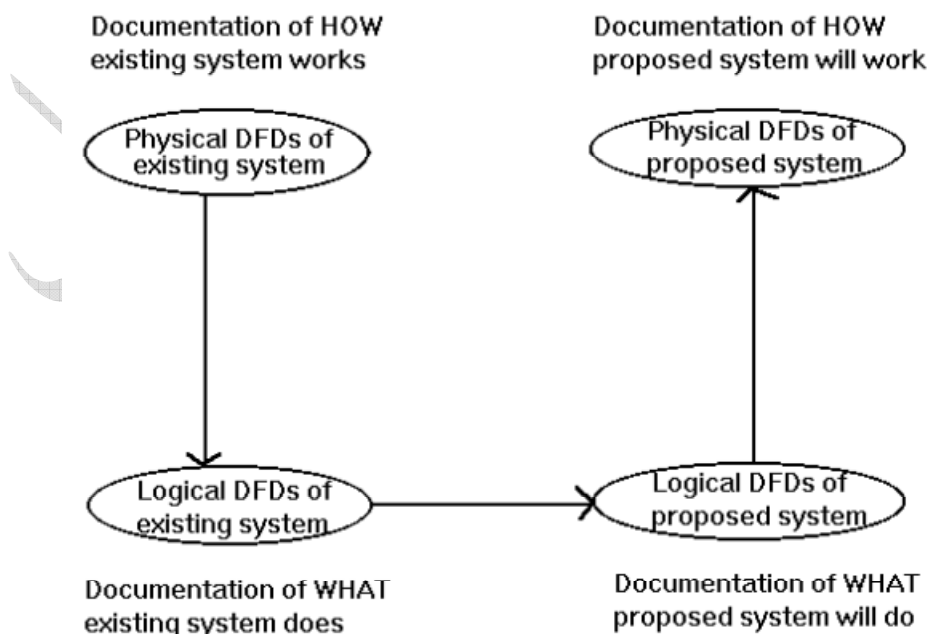 Documentation of HOW
existing system works
Documentation of HOW
proposed system will work
Physical DFDs of
existing system
Physical DFDs of
proposed system
Logical DFDs of
existing system
Logical DFDs of
proposed system
Documentation of WHAT
existing system does
Documentation of WHAT
proposed system will do